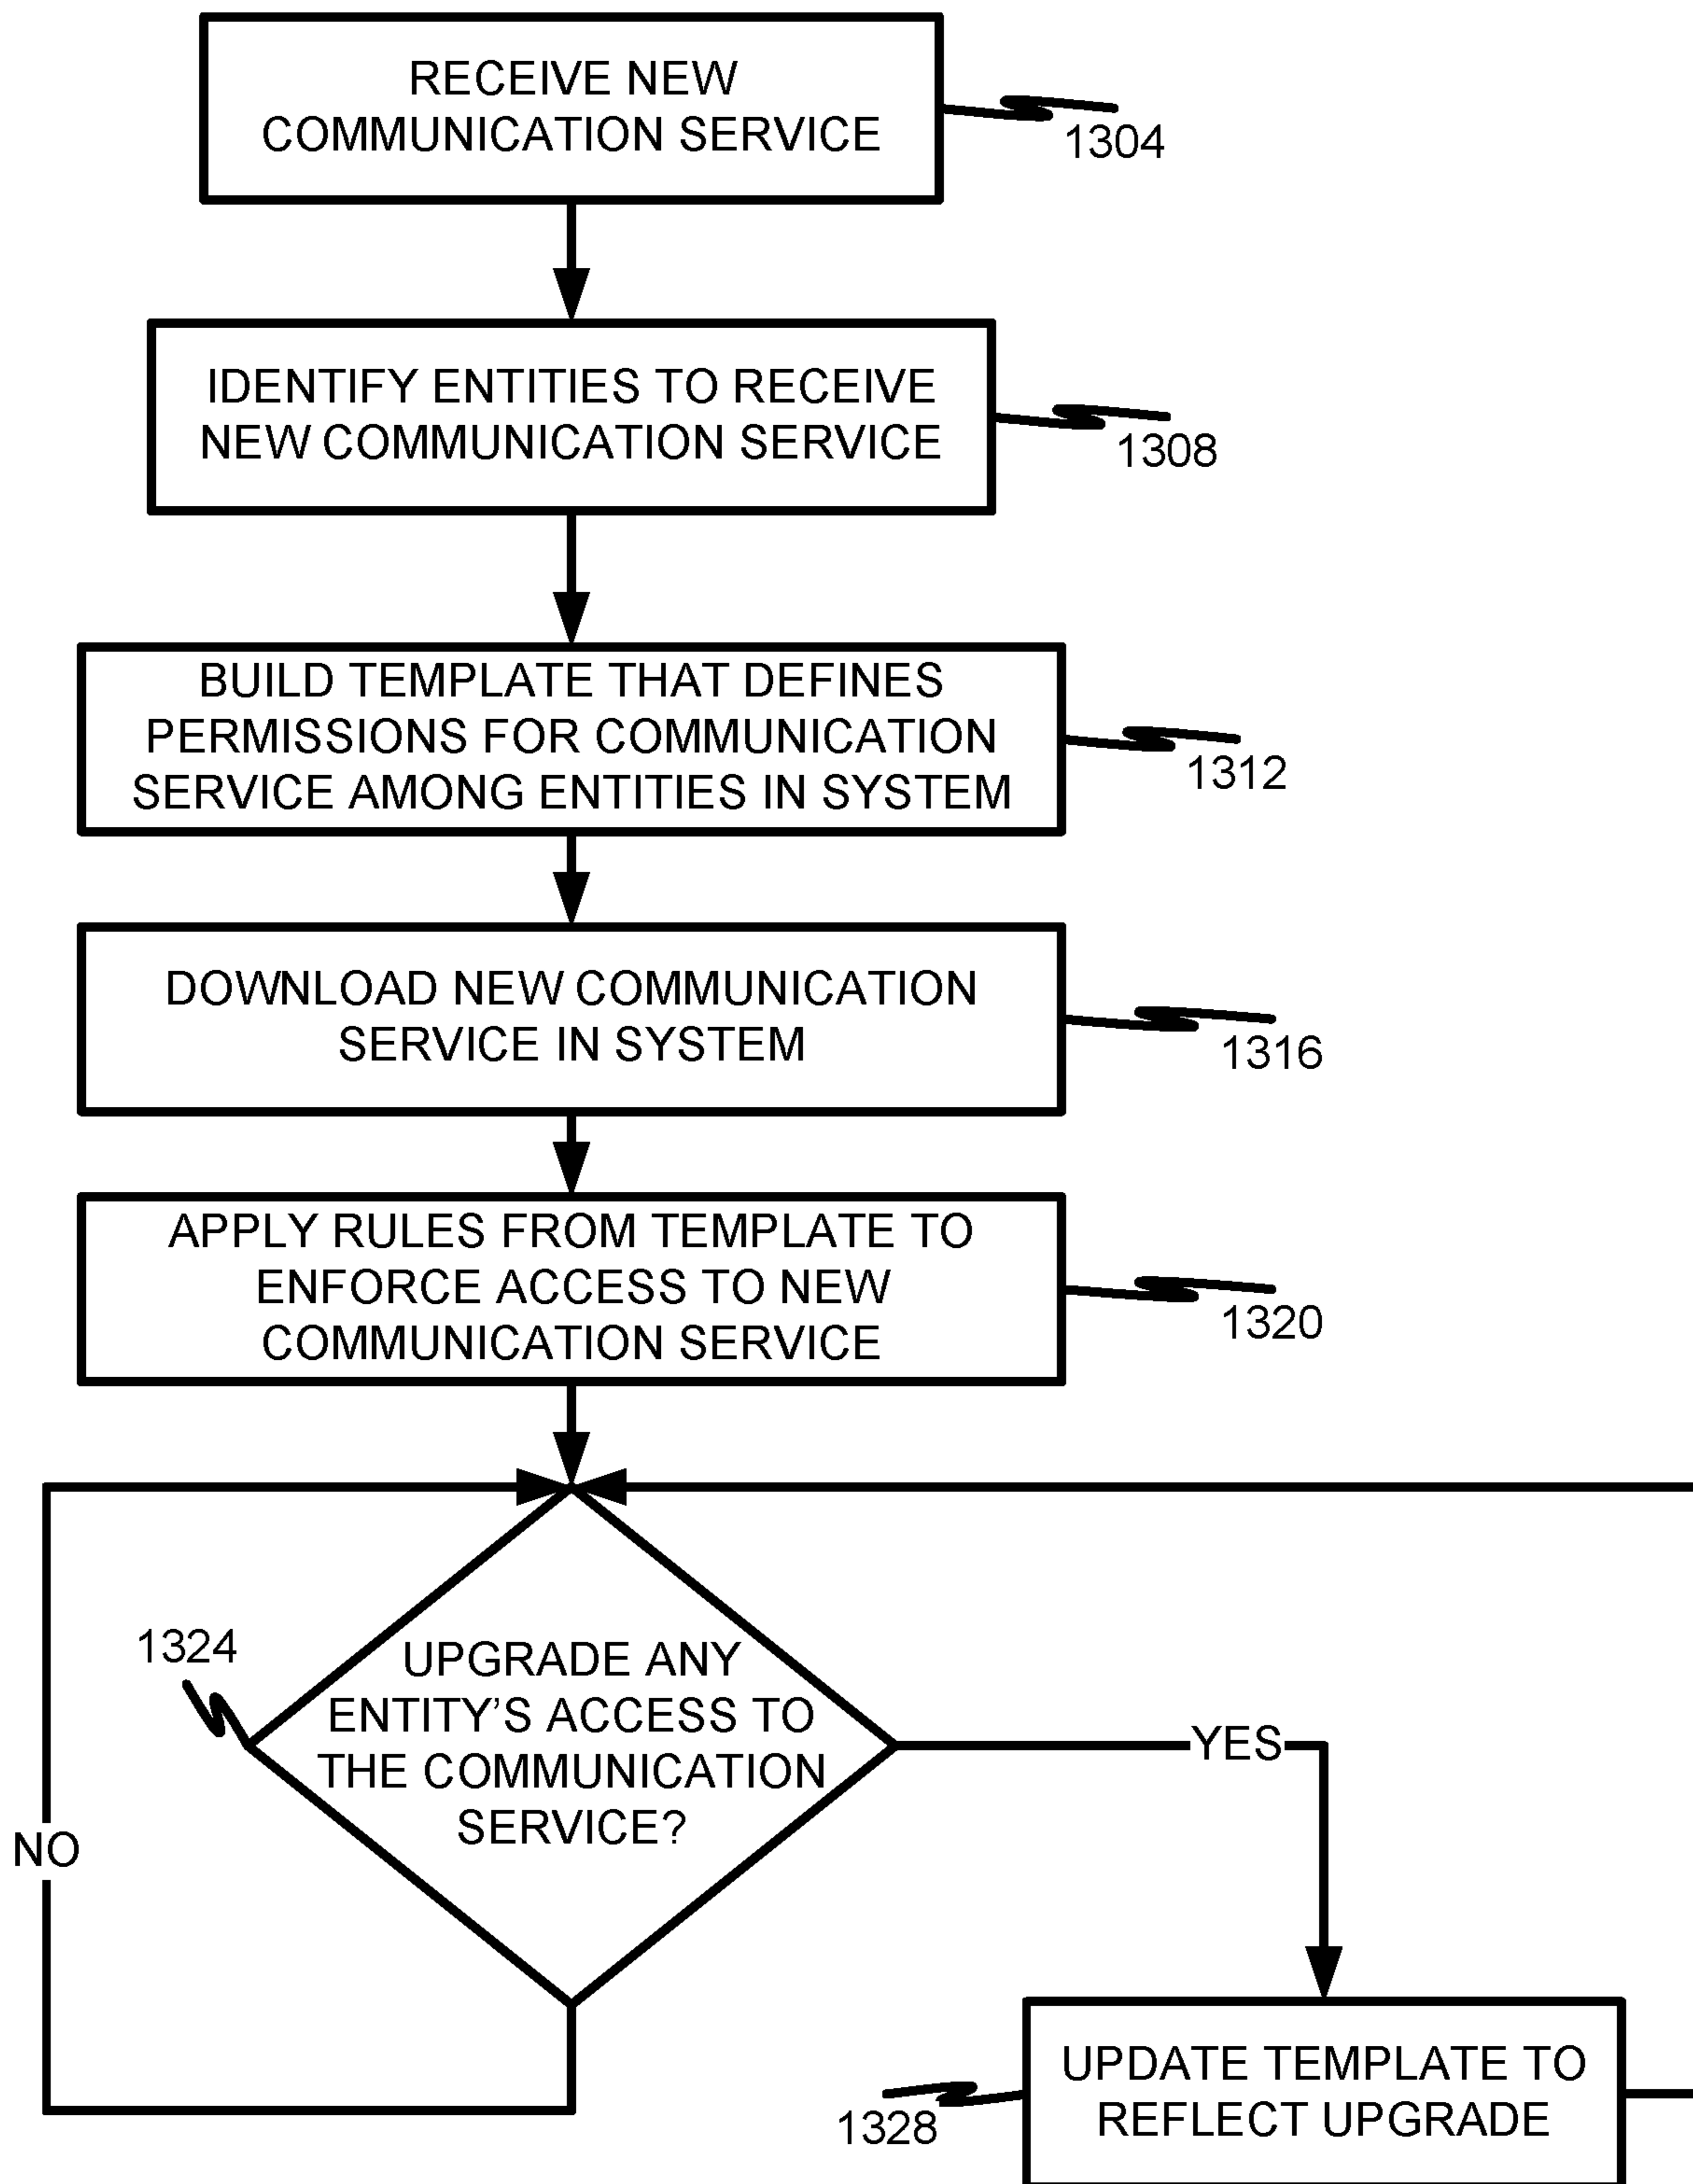 RECEIVE NEW
COMMUNICATION SERVICE
1304
IDENTIFY ENTITIES TO RECEIVE
NEW COMMUNICATION SERVICE
1308
BUILD TEMPLATE THAT DEFINES
PERMISSIONS FOR COMMUNICATION
SERVICE AMONG ENTITIES IN SYSTEM
1312
DOWNLOAD NEW COMMUNICATION
SERVICE IN SYSTEM
1316
APPLY RULES FROM TEMPLATE TO
ENFORCE ACCESS TO NEW
COMMUNICATION SERVICE
1320
1324
UPGRADE ANY
ENTITY’S ACCESS TO
THE COMMUNICATION
SERVICE?
YES
NO
UPDATE TEMPLATE TO
REFLECT UPGRADE
1328